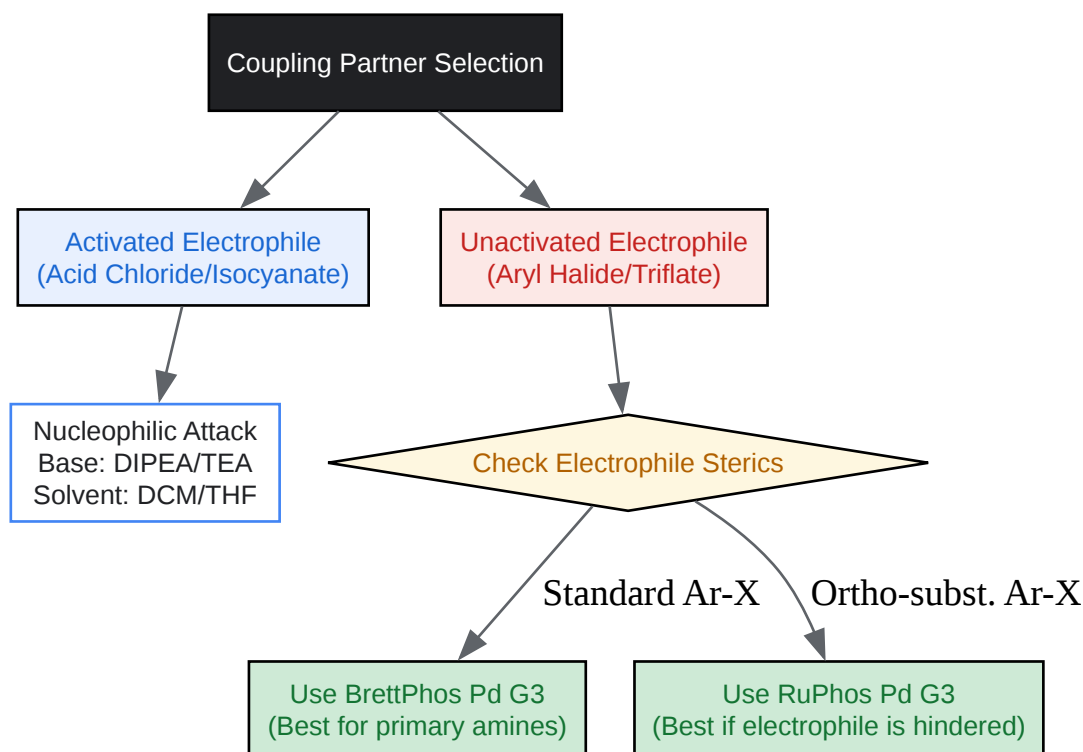 Coupling Partner Selection
Activated Electrophile
(Acid Chloride/Isocyanate)
Unactivated Electrophile
(Aryl Halide/Triflate)
Nucleophilic Attack
Base: DIPEA/TEA
Solvent: DCM/THF
Check Electrophile Sterics
Standard Ar-X
Ortho-subst. Ar-X
Use BrettPhos Pd G3
(Best for primary amines)
Use RuPhos Pd G3
(Best if electrophile is hindered)